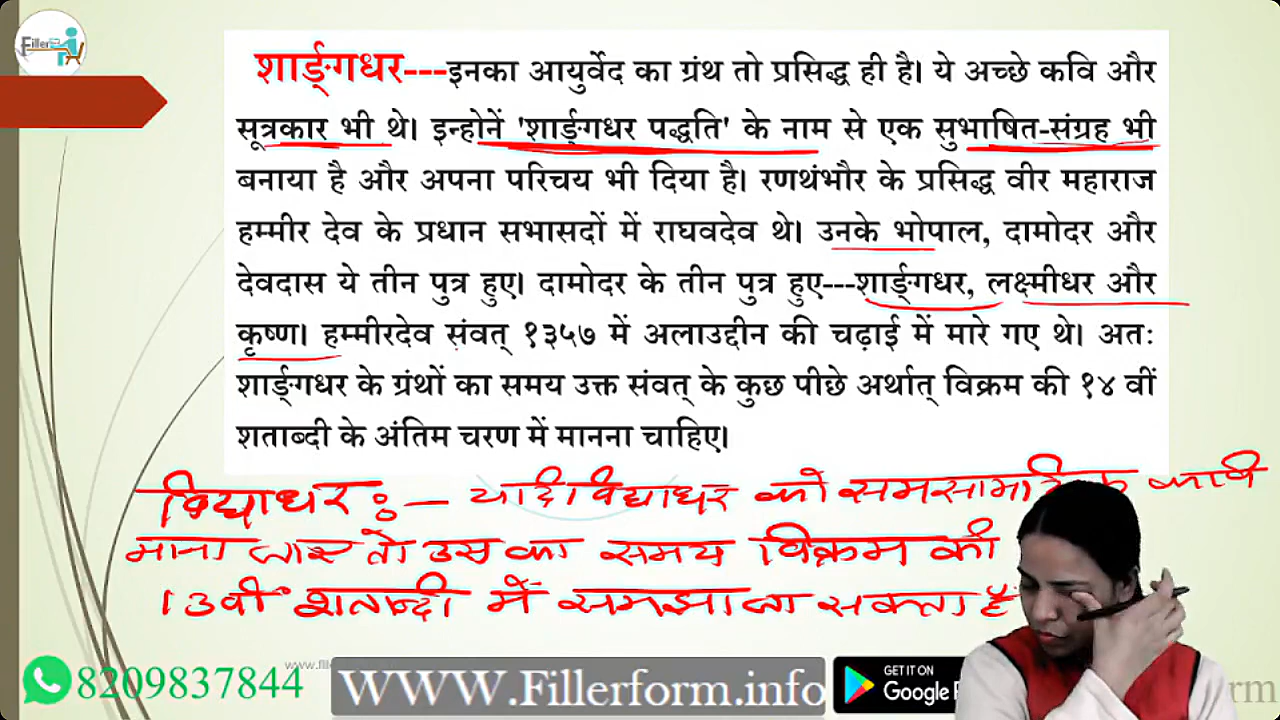 Filler
शार्ङ्गधर---इनका आयुर्वेद का ग्रंथ तो प्रसिद्ध ही है। ये अच्छे कवि और
सूत्रकार भी थे। इन्होनें 'शार्ङ्गधर पद्धति' के नाम से एक सुभाषित-संग्रह भी
बनाया है और अपना परिचय भी दिया है। रणथंभौर के प्रसिद्ध वीर महाराज
हम्मीर देव के प्रधान सभासदों में राघवदेव थे। उनके भोपाल, दामोदर और
देवदास ये तीन पुत्र हुए। दामोदर के तीन पुत्र हुए---शार्ङ्गधर, लक्ष्मीधर और
कृष्ण। हम्मीरदेव संवत् १३५७ में अलाउद्दीन की चढ़ाई में मारे गए थे। अतः
शार्ङ्गधर के ग्रंथों का समय उक्त संवत् के कुछ पीछे अर्थात् विक्रम की १४ वीं
शताब्दी के अंतिम चरण में मानना चाहिए।
विद्याधर :- यदि विद्याधर को कवि
माना जाए तो उस का समय विक्रम की
13वीं शताब्दी में समझा जा सकता है
8209837844
WWW.Fillerform.info
GET IT ON
Google